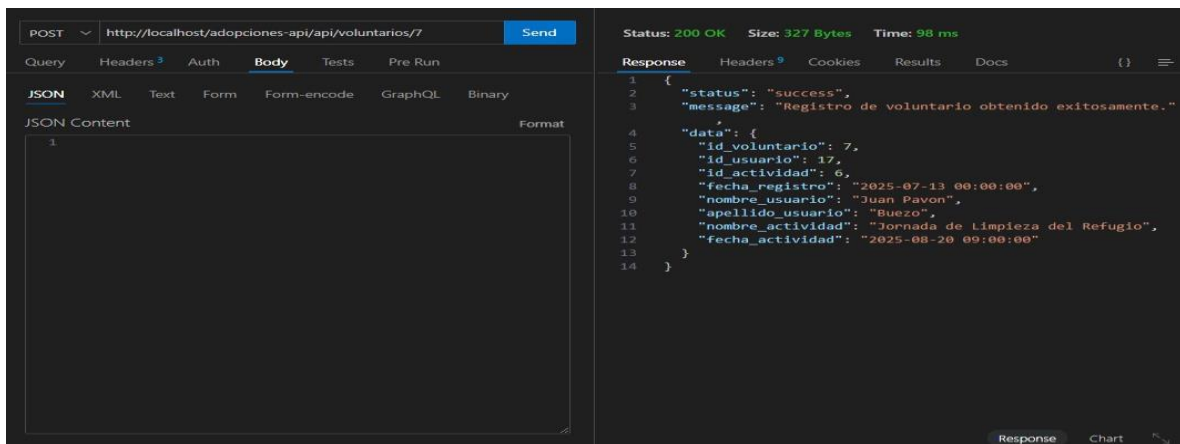 POST http://localhost/adopciones-api/api/voluntarios/7 Send
Query Headers 3 Auth Body Tests Pre Run
JSON XML Text Form Form-encode GraphQL Binary
JSON Content Format
1
Status: 200 OK Size: 327 Bytes Time: 98 ms
Response Headers 9 Cookies Results Docs {}
1 {
2 "status": "success",
3 "message": "Registro de voluntario obtenido exitosamente."
,
4 "data": {
5 "id_voluntario": 7,
6 "id_usuario": 17,
7 "id_actividad": 6,
8 "fecha_registro": "2025-07-13 00:00:00",
9 "nombre_usuario": "Juan Pavon",
10 "apellido_usuario": "Buezo",
11 "nombre_actividad": "Jornada de Limpieza del Refugio",
12 "fecha_actividad": "2025-08-20 09:00:00"
13 }
14 }
Response Chart